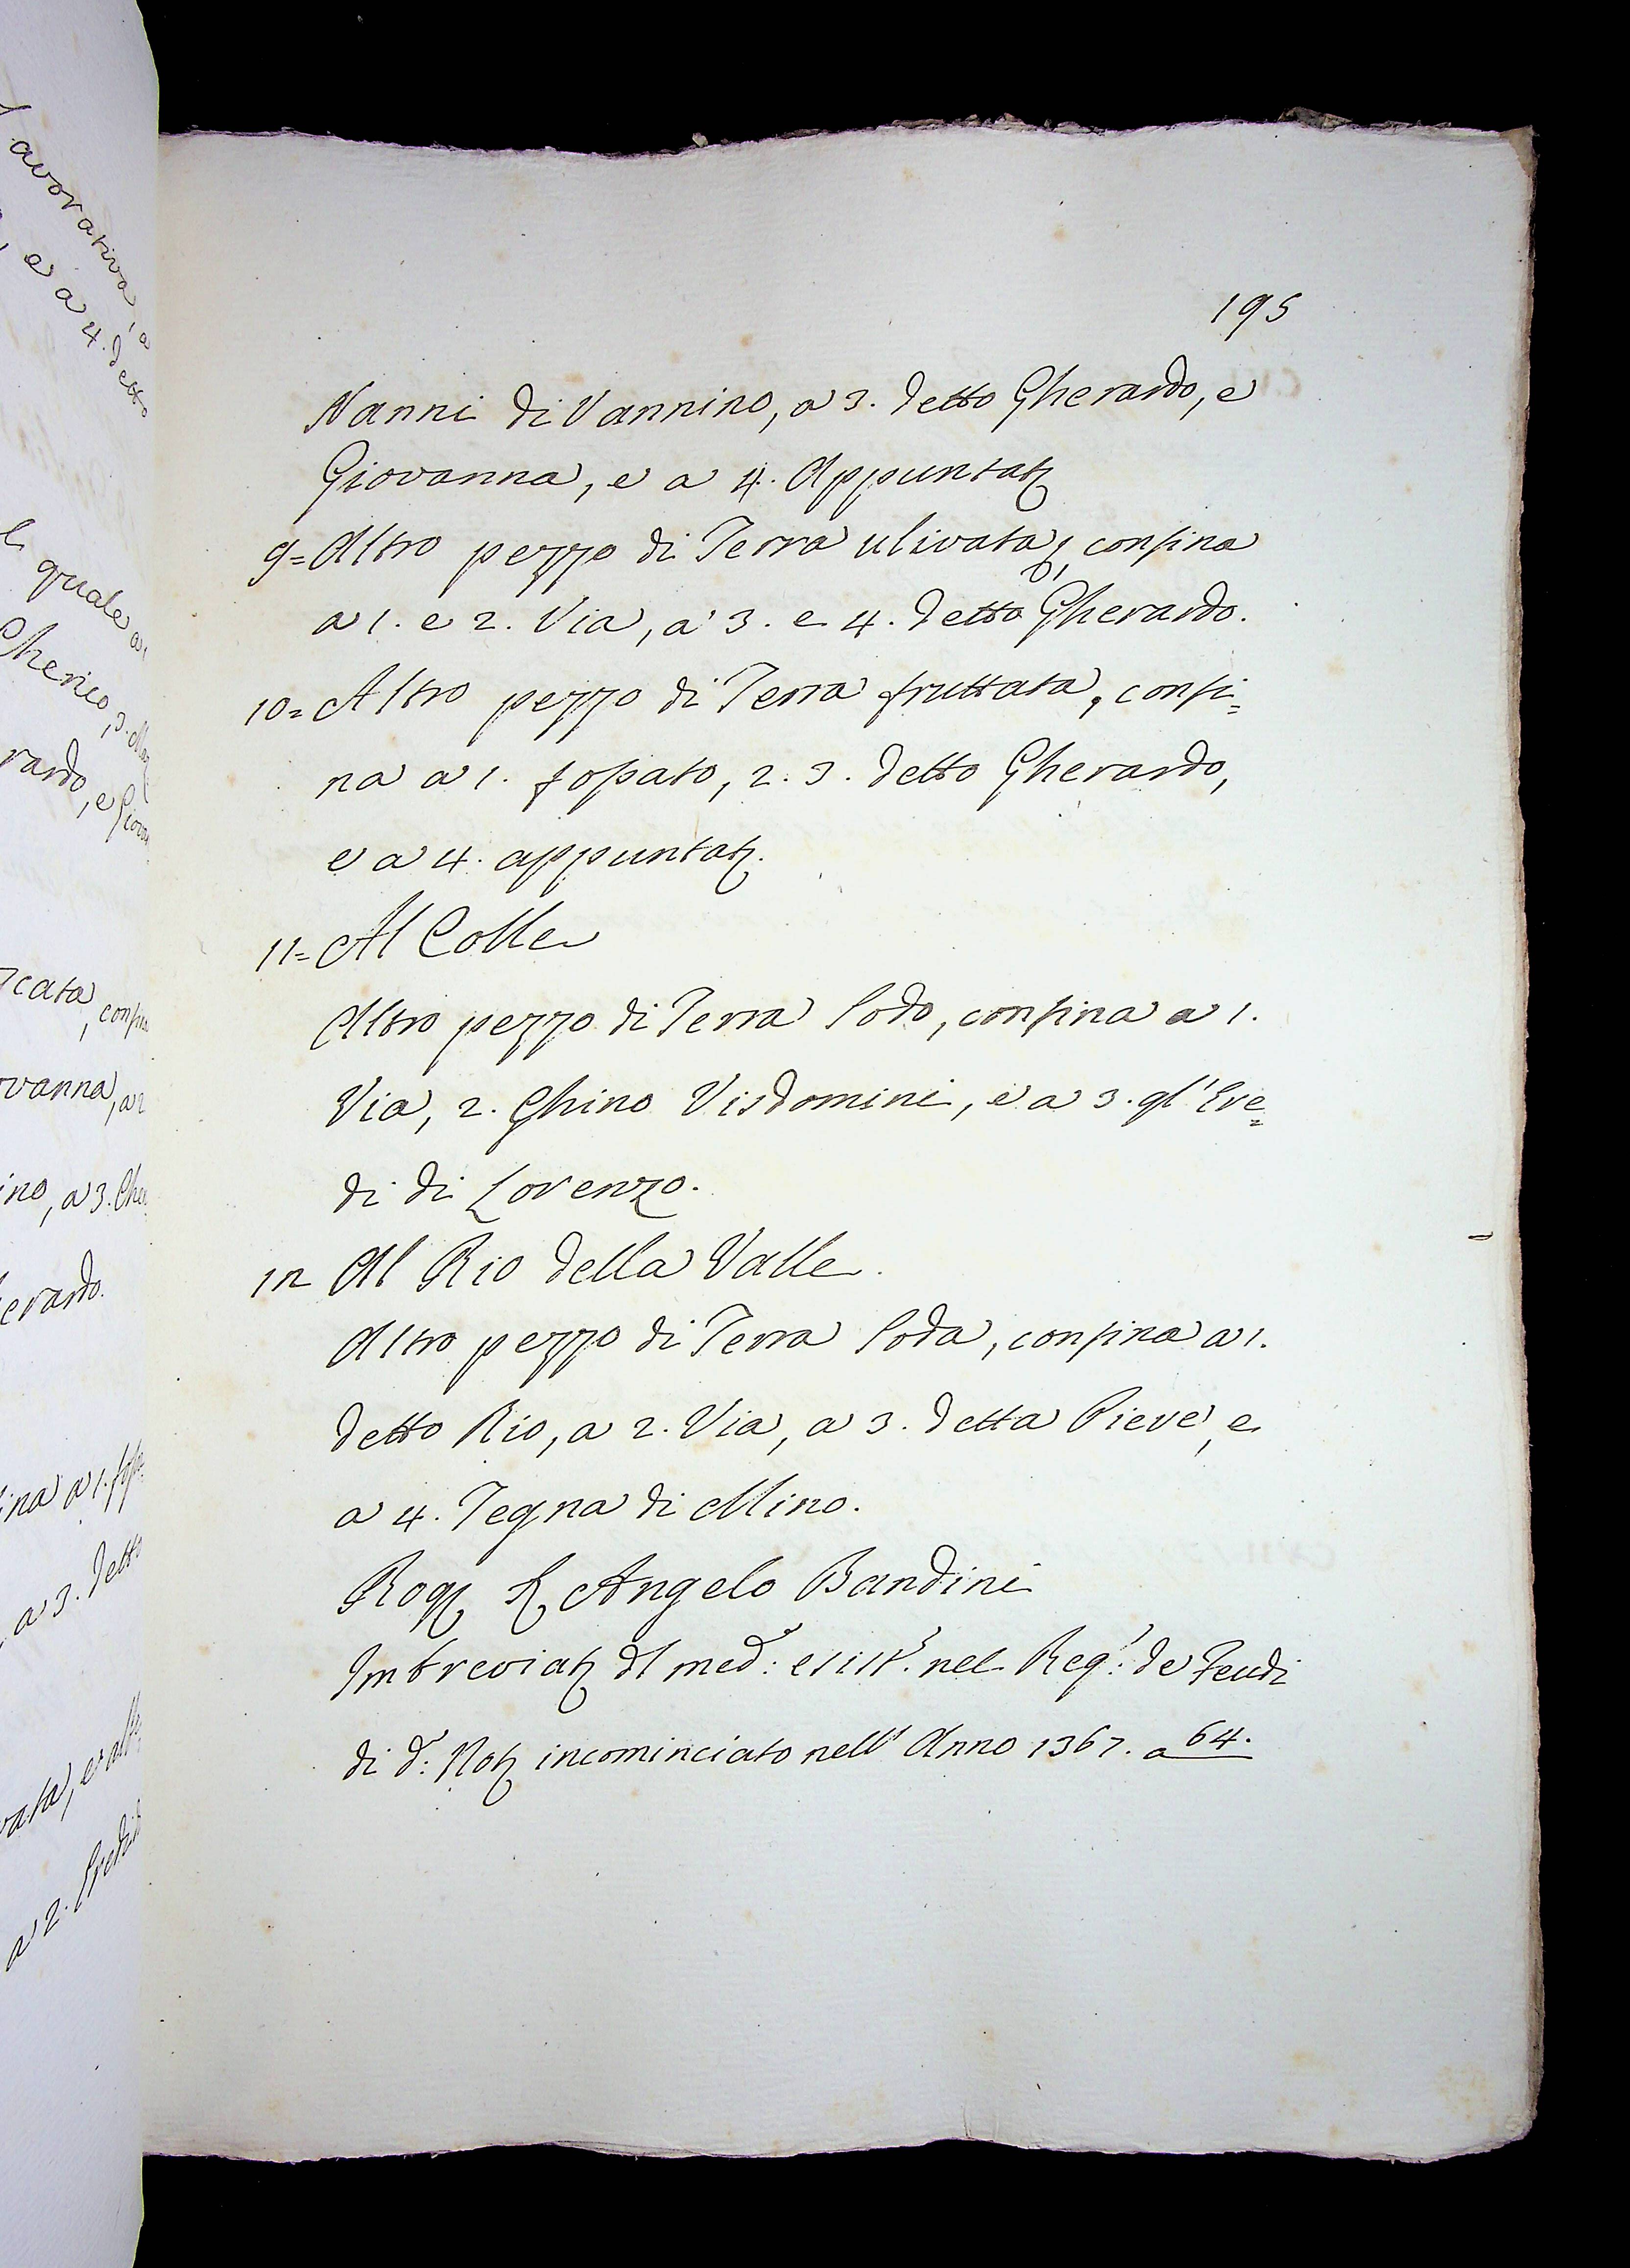 195
Nanni di Vannino, a 3. detto Gherardo, e
Giovanna, e a 4. Appuntat.
9= Altro pezzo di Terra ulivata, confina
a 1. e 2. Via, a 3. e 4. detto Gherardo.
10= Altro pezzo di Terra fruttata, confi=
na a 1. fossato, 2. 3. detto Gherardo,
e a 4. appuntat.
11= Al Colle
Altro pezzo di Terra Sodo, confina a 1.
Via, 2. Ghino Visdomini, e a 3. gl'Ere=
di di Lorenzo.
12 Al Rio della Valle.
Altro pezzo di Terra Soda, confina a 1.
detto Rio, a 2. Via, a 3. detta Pieve, e
a 4. Tegna di Mino.
Rog. S. Angelo Bandini
Imbreviat. dl med: esist. nel Reg: de Feudi
di d: Not. incominciato nell'Anno 1367. a 64.